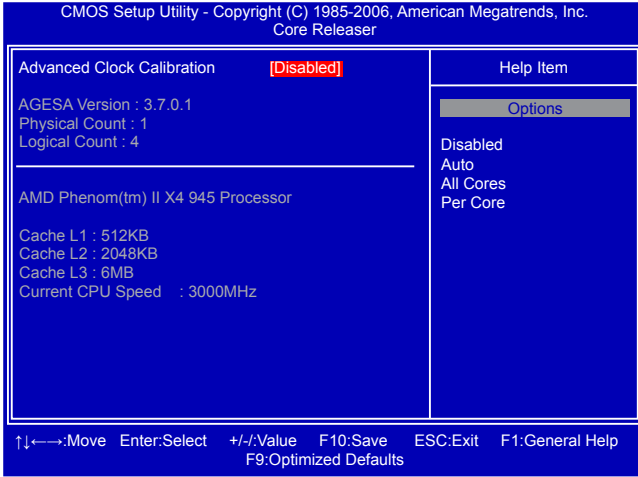 CMOS Setup Utility - Copyright (C) 1985-2006, American Megatrends, Inc.
Core Releaser
Advanced Clock Calibration [Disabled]
AGESA Version : 3.7.0.1
Physical Count : 1
Logical Count : 4
AMD Phenom(tm) II X4 945 Processor
Cache L1 : 512KB
Cache L2 : 2048KB
Cache L3 : 6MB
Current CPU Speed : 3000MHz
Help Item
Options
Disabled
Auto
All Cores
Per Core
↑↓←→:Move Enter:Select +/-/:Value F10:Save ESC:Exit F1:General Help
F9:Optimized Defaults